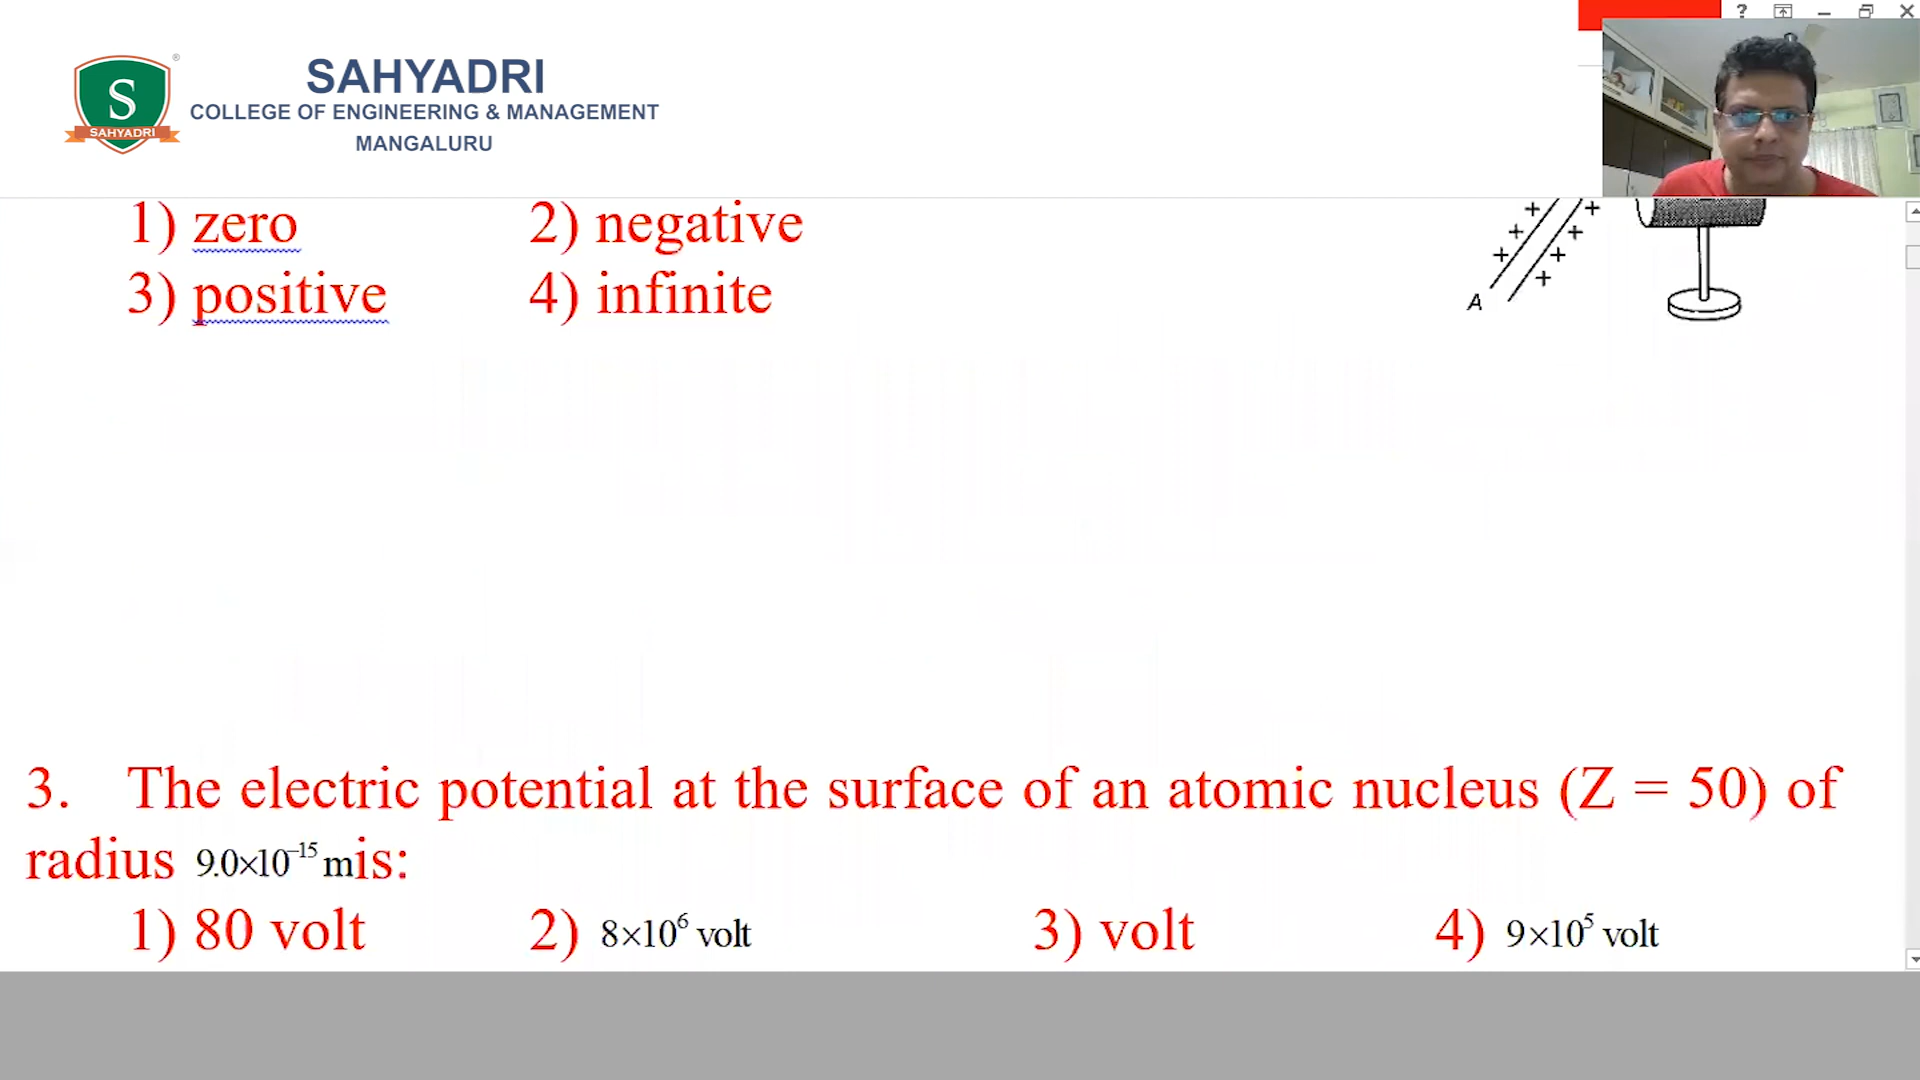 ?
S
SAHYADRI
®
SAHYADRI
COLLEGE OF ENGINEERING & MANAGEMENT
MANGALURU
1) zero 2) negative
3) positive 4) infinite
+ + + + + + + +
A
3. The electric potential at the surface of an atomic nucleus (Z = 50) of
radius 9.0×10⁻¹⁵ m is:
1) 80 volt 2) 8×10⁶ volt 3) volt 4) 9×10⁵ volt